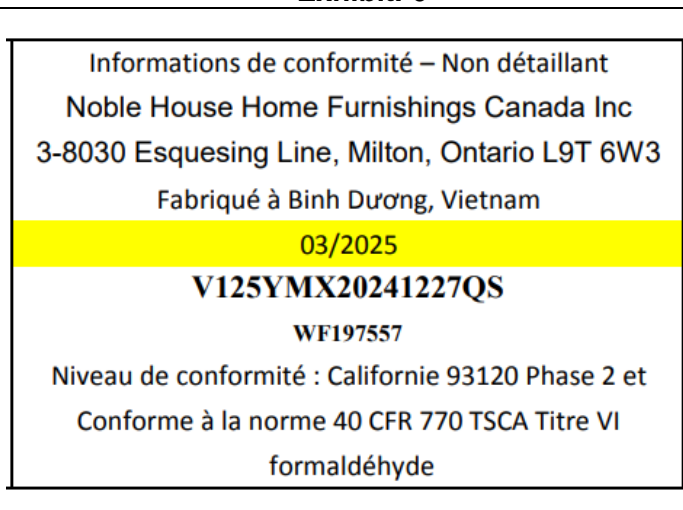 Informations de conformité – Non détaillant
Noble House Home Furnishings Canada Inc
3-8030 Esquesing Line, Milton, Ontario L9T 6W3
Fabriqué à Binh Dương, Vietnam
03/2025
V125YMX20241227QS
WF197557
Niveau de conformité : Californie 93120 Phase 2 et
Conforme à la norme 40 CFR 770 TSCA Titre VI
formaldéhyde